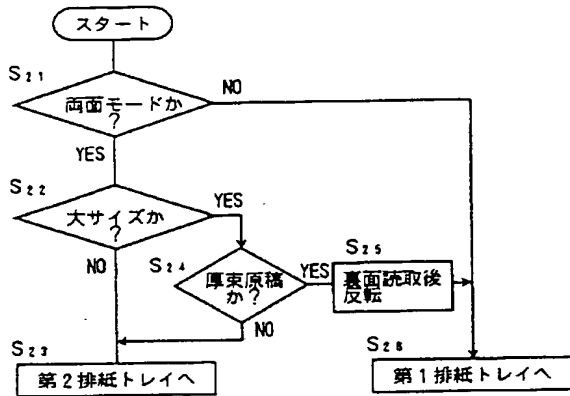 スタート
S21
両面モードか
?
NO
YES
S22
大サイズか
?
YES
NO
S24
厚束原稿
か?
YES
NO
S25
裏面読取後
反転
S23
第2排紙トレイへ
S26
第1排紙トレイへ